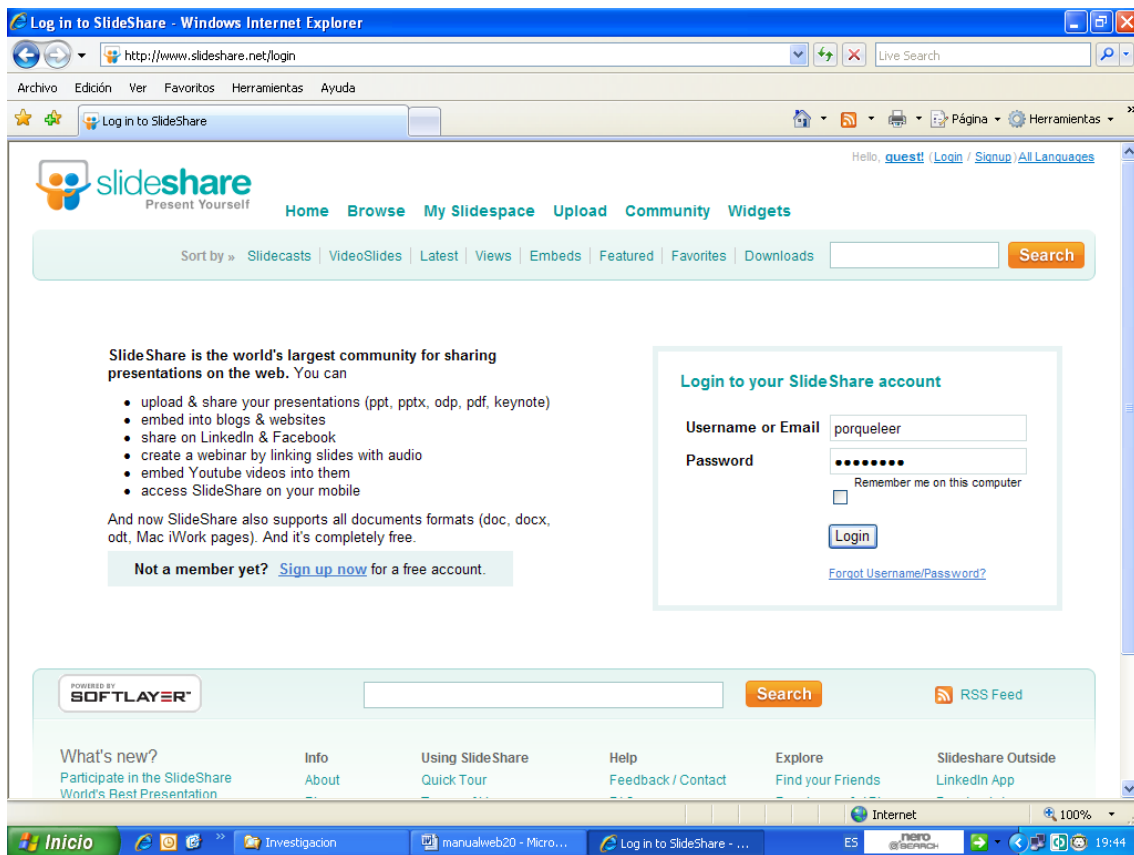 Log in to SlideShare - Windows Internet Explorer
http://www.slideshare.net/login
Live Search
Archivo Edición Ver Favoritos Herramientas Ayuda
Log in to SlideShare
Página Herramientas »
Hello, guest! (Login / Signup) All Languages
slideshare
Present Yourself
Home Browse My Slidespace Upload Community Widgets
Sort by » Slidecasts | VideoSlides | Latest | Views | Embeds | Featured | Favorites | Downloads
Search
SlideShare is the world's largest community for sharing
presentations on the web. You can
• upload & share your presentations (ppt, pptx, odp, pdf, keynote)
• embed into blogs & websites
• share on LinkedIn & Facebook
• create a webinar by linking slides with audio
• embed Youtube videos into them
• access SlideShare on your mobile
And now SlideShare also supports all documents formats (doc, docx,
odt, Mac iWork pages). And it's completely free.
Not a member yet? Sign up now for a free account.
Login to your SlideShare account
Username or Email porqueleer
Password ••••••••
Remember me on this computer
Login
Forgot Username/Password?
POWERED BY
SOFTLAYER
Search
RSS Feed
What's new? Info Using SlideShare Help Explore Slideshare Outside
Participate in the SlideShare About Quick Tour Feedback / Contact Find your Friends LinkedIn App
World's Best Presentation
Internet 100%
Inicio » Investigacion manualweb20 - Micro... Log in to SlideShare - ... ES nero SEARCH 19:44